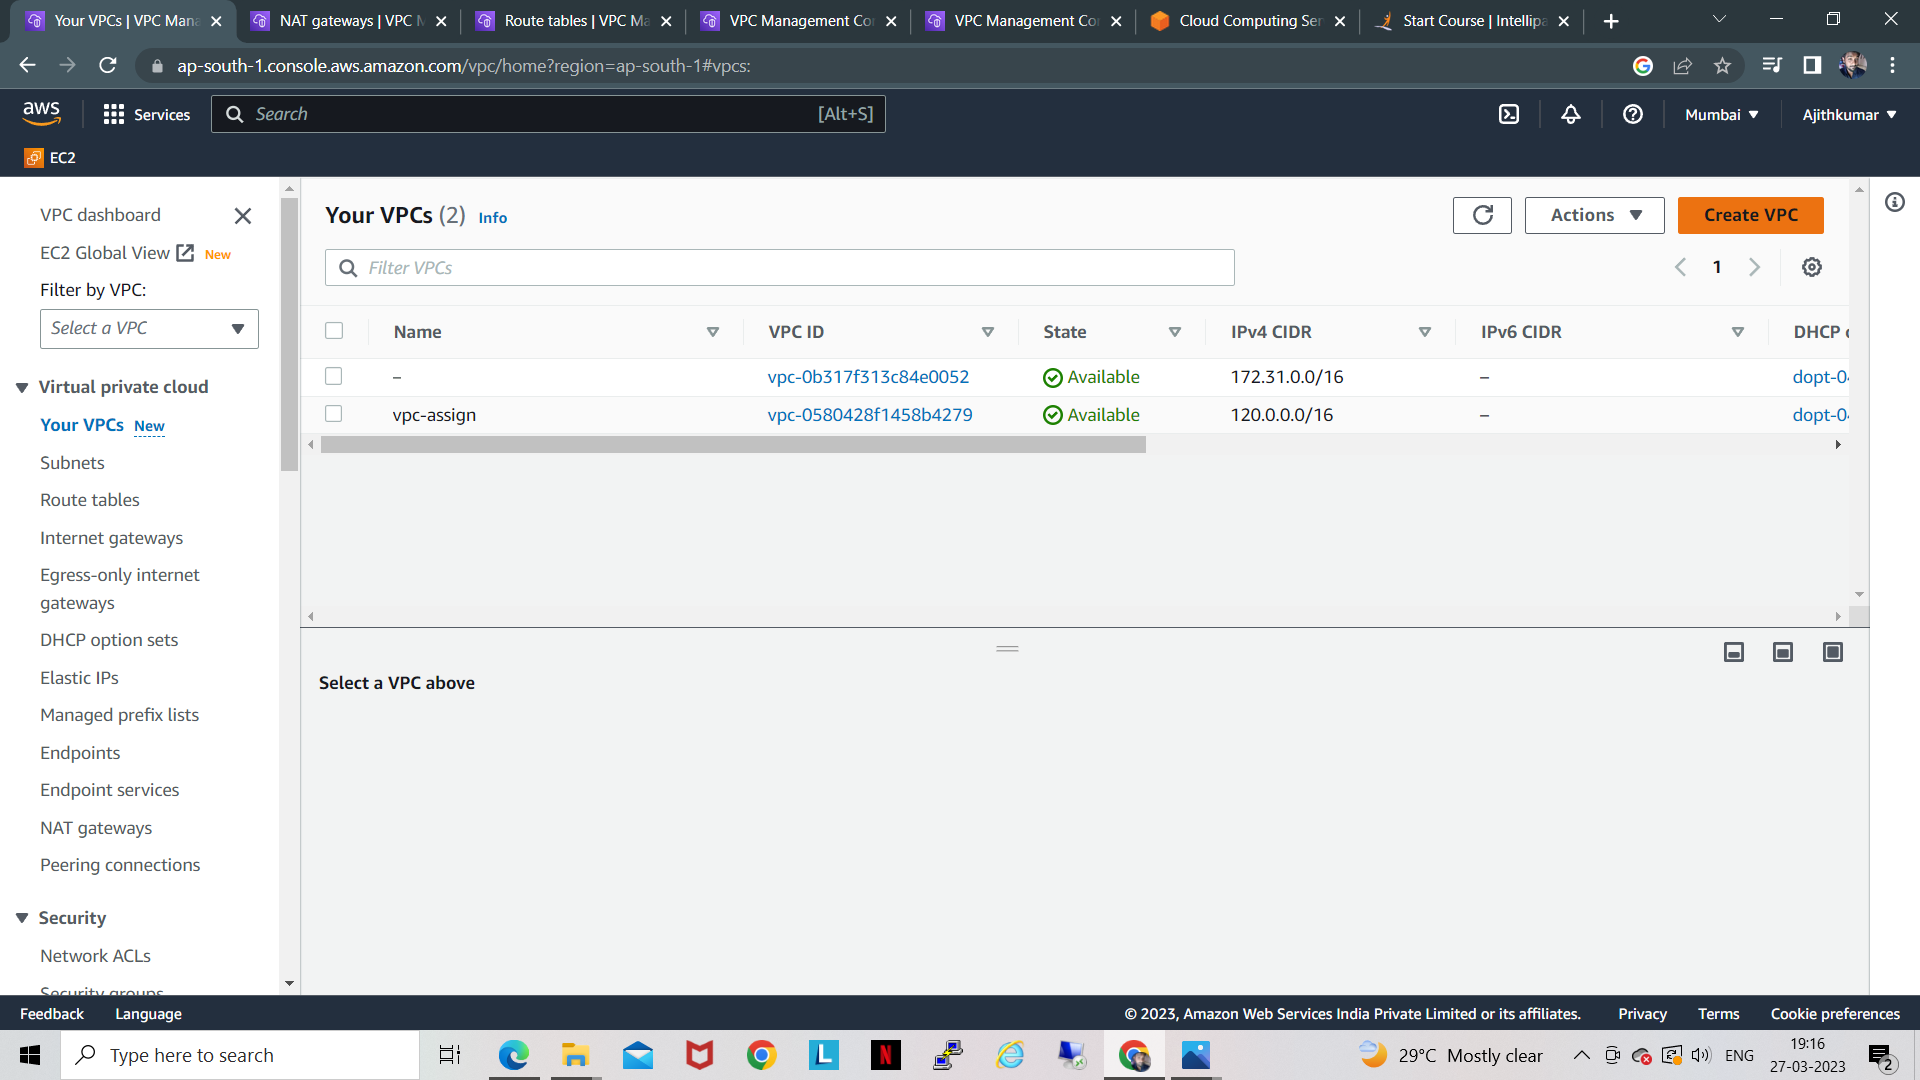 Your VPCs | VPC Mana
NAT gateways | VPC M
Route tables | VPC Ma
VPC Management Co
VPC Management Co
Cloud Computing Ser
Start Course | Intellipa
ap-south-1.console.aws.amazon.com/vpc/home?region=ap-south-1#vpcs:
aws
Services
Search
[Alt+S]
Mumbai
Ajithkumar
EC2
VPC dashboard
EC2 Global View New
Filter by VPC:
Select a VPC
Virtual private cloud
Your VPCs New
Subnets
Route tables
Internet gateways
Egress-only internet
gateways
DHCP option sets
Elastic IPs
Managed prefix lists
Endpoints
Endpoint services
NAT gateways
Peering connections
Security
Network ACLs
Security groups
Your VPCs (2) Info
Actions
Create VPC
Filter VPCs
1
Name VPC ID State IPv4 CIDR IPv6 CIDR DHCP
– vpc-0b317f313c84e0052 Available 172.31.0.0/16 – dopt-04
vpc-assign vpc-0580428f1458b4279 Available 120.0.0.0/16 – dopt-04
Select a VPC above
Feedback Language
© 2023, Amazon Web Services India Private Limited or its affiliates. Privacy Terms Cookie preferences
Type here to search
L
N
29°C Mostly clear
ENG
19:16
27-03-2023
2